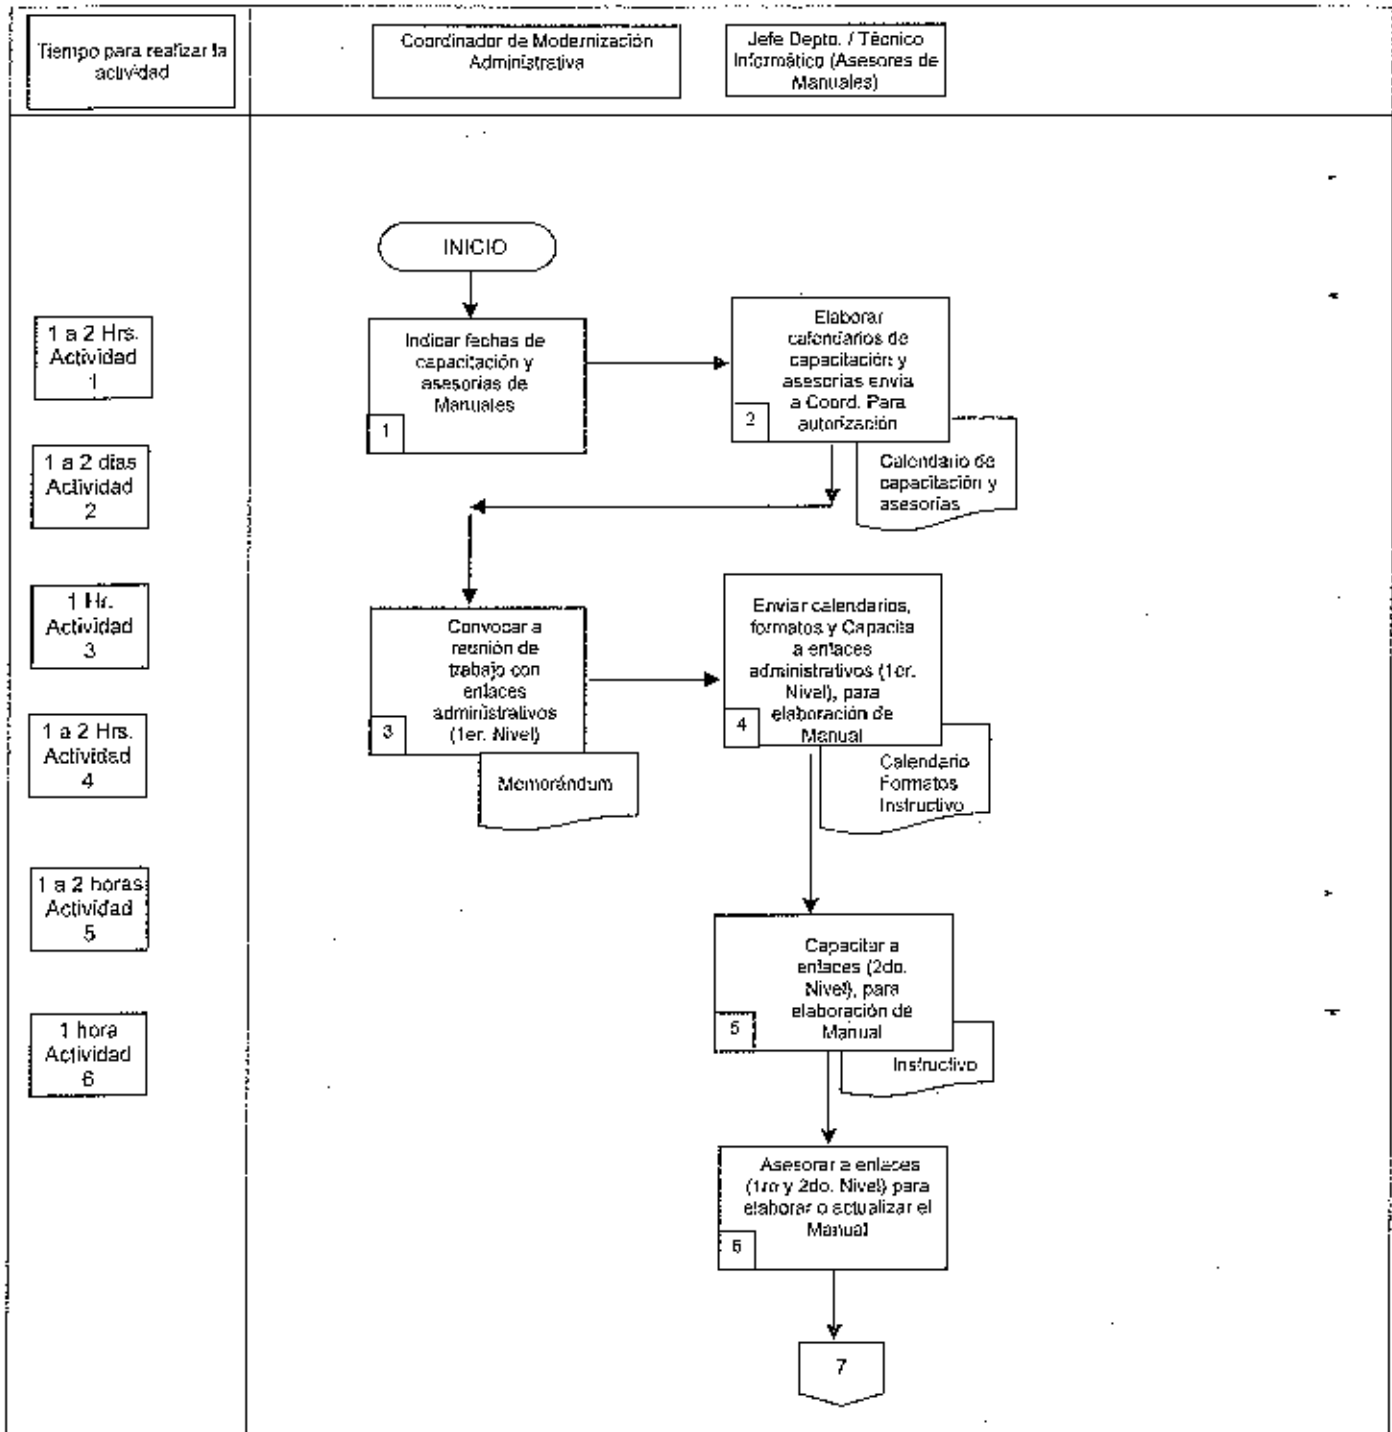 Tiempo para realizar la
actividad
Coordinador de Modernización
Administrativa
Jefe Depto. / Técnico
Informático (Asesores de
Manuales)
INICIO
1 a 2 Hrs.
Actividad
1
Indicar fechas de
capacitación y
asesorías de
Manuales
1
Elaborar
calendarios de
capacitación y
asesorías envia
a Coord. Para
autorización
2
Calendario de
capacitación y
asesorías
1 a 2 días
Actividad
2
1 Hr.
Actividad
3
Convocar a
reunión de
trabajo con
enlaces
administrativos
(1er. Nivel)
3
Memorándum
Enviar calendarios,
formatos y Capacita
a enlaces
administrativos (1er.
Nivel), para
elaboración de
Manual
4
Calendario
Formatos
Instructivo
1 a 2 Hrs.
Actividad
4
1 a 2 horas
Actividad
5
Capacitar a
enlaces (2do.
Nivel), para
elaboración de
Manual
5
Instructivo
1 hora
Actividad
6
Asesorar a enlaces
(1ro y 2do. Nivel) para
elaborar o actualizar el
Manual
6
7